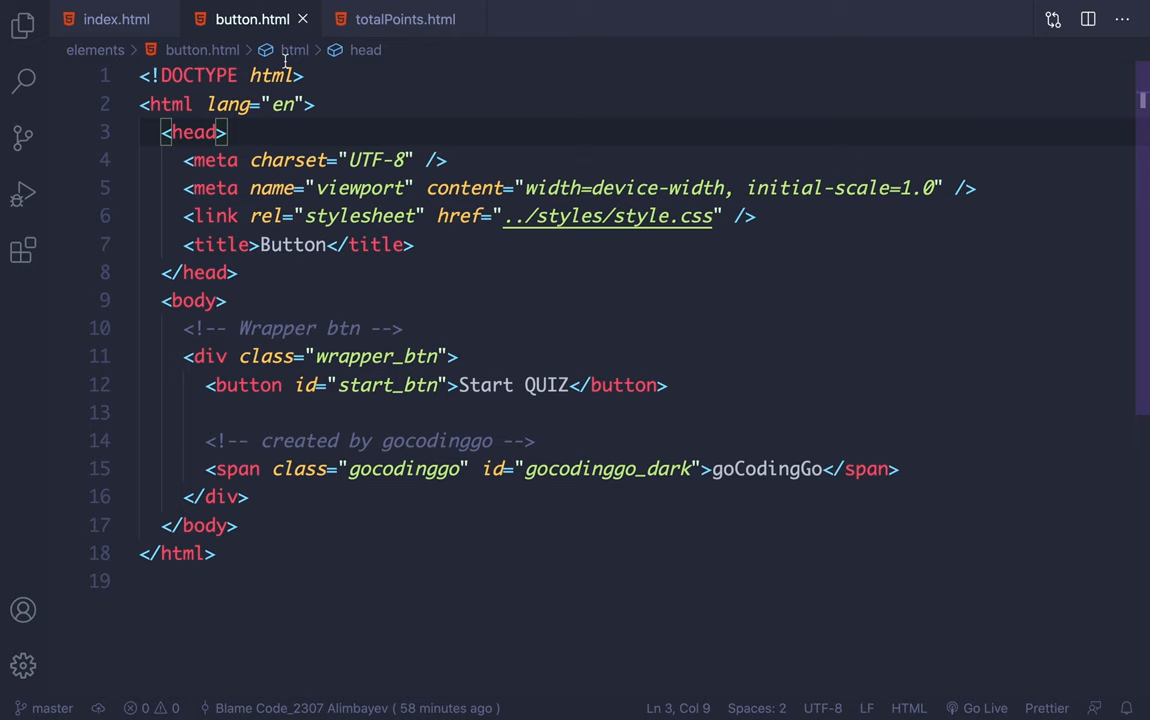 index.html button.html totalPoints.html
elements > button.html > html > head
1 <!DOCTYPE html>
2 <html lang="en">
3 <head>
4 <meta charset="UTF-8" />
5 <meta name="viewport" content="width=device-width, initial-scale=1.0" />
6 <link rel="stylesheet" href="../styles/style.css" />
7 <title>Button</title>
8 </head>
9 <body>
10 <!-- Wrapper btn -->
11 <div class="wrapper_btn">
12 <button id="start_btn">Start QUIZ</button>
13
14 <!-- created by gocodinggo -->
15 <span class="gocodinggo" id="gocodinggo_dark">goCodingGo</span>
16 </div>
17 </body>
18 </html>
19
master 0 0 Blame Code_2307 Alimbayev ( 58 minutes ago ) Ln 3, Col 9 Spaces: 2 UTF-8 LF HTML Go Live Prettier